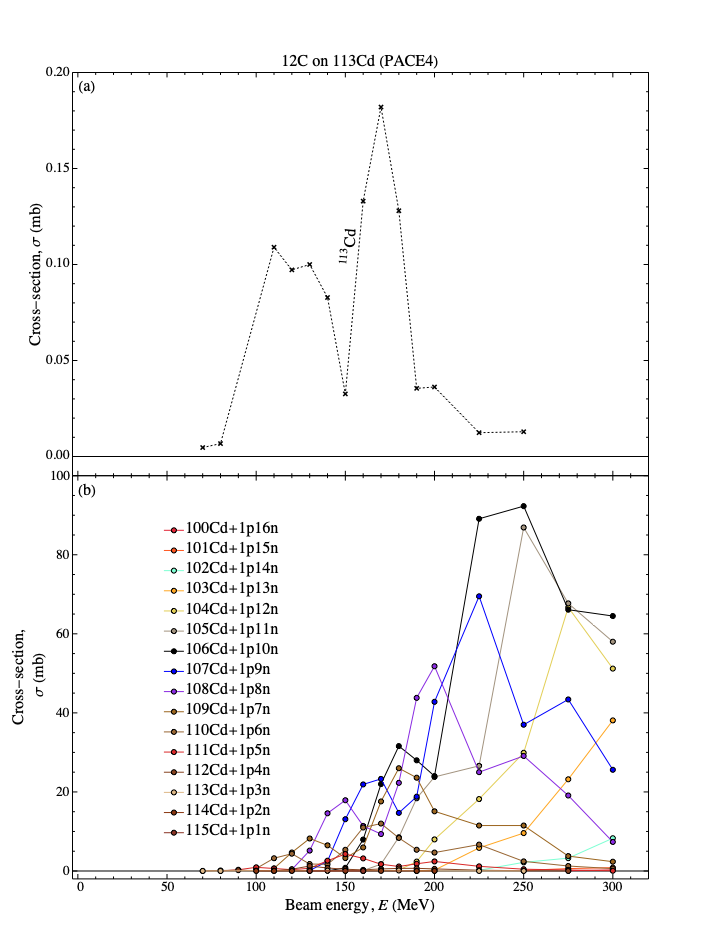 12C on 113Cd (PACE4)
(a)
0.20
0.15
0.10
0.05
0.00
Cross−section, σ (mb)
113Cd
(b)
100
80
60
40
20
0
Cross−section,
σ (mb)
100Cd+1p16n
101Cd+1p15n
102Cd+1p14n
103Cd+1p13n
104Cd+1p12n
105Cd+1p11n
106Cd+1p10n
107Cd+1p9n
108Cd+1p8n
109Cd+1p7n
110Cd+1p6n
111Cd+1p5n
112Cd+1p4n
113Cd+1p3n
114Cd+1p2n
115Cd+1p1n
0 50 100 150 200 250 300
Beam energy, E (MeV)